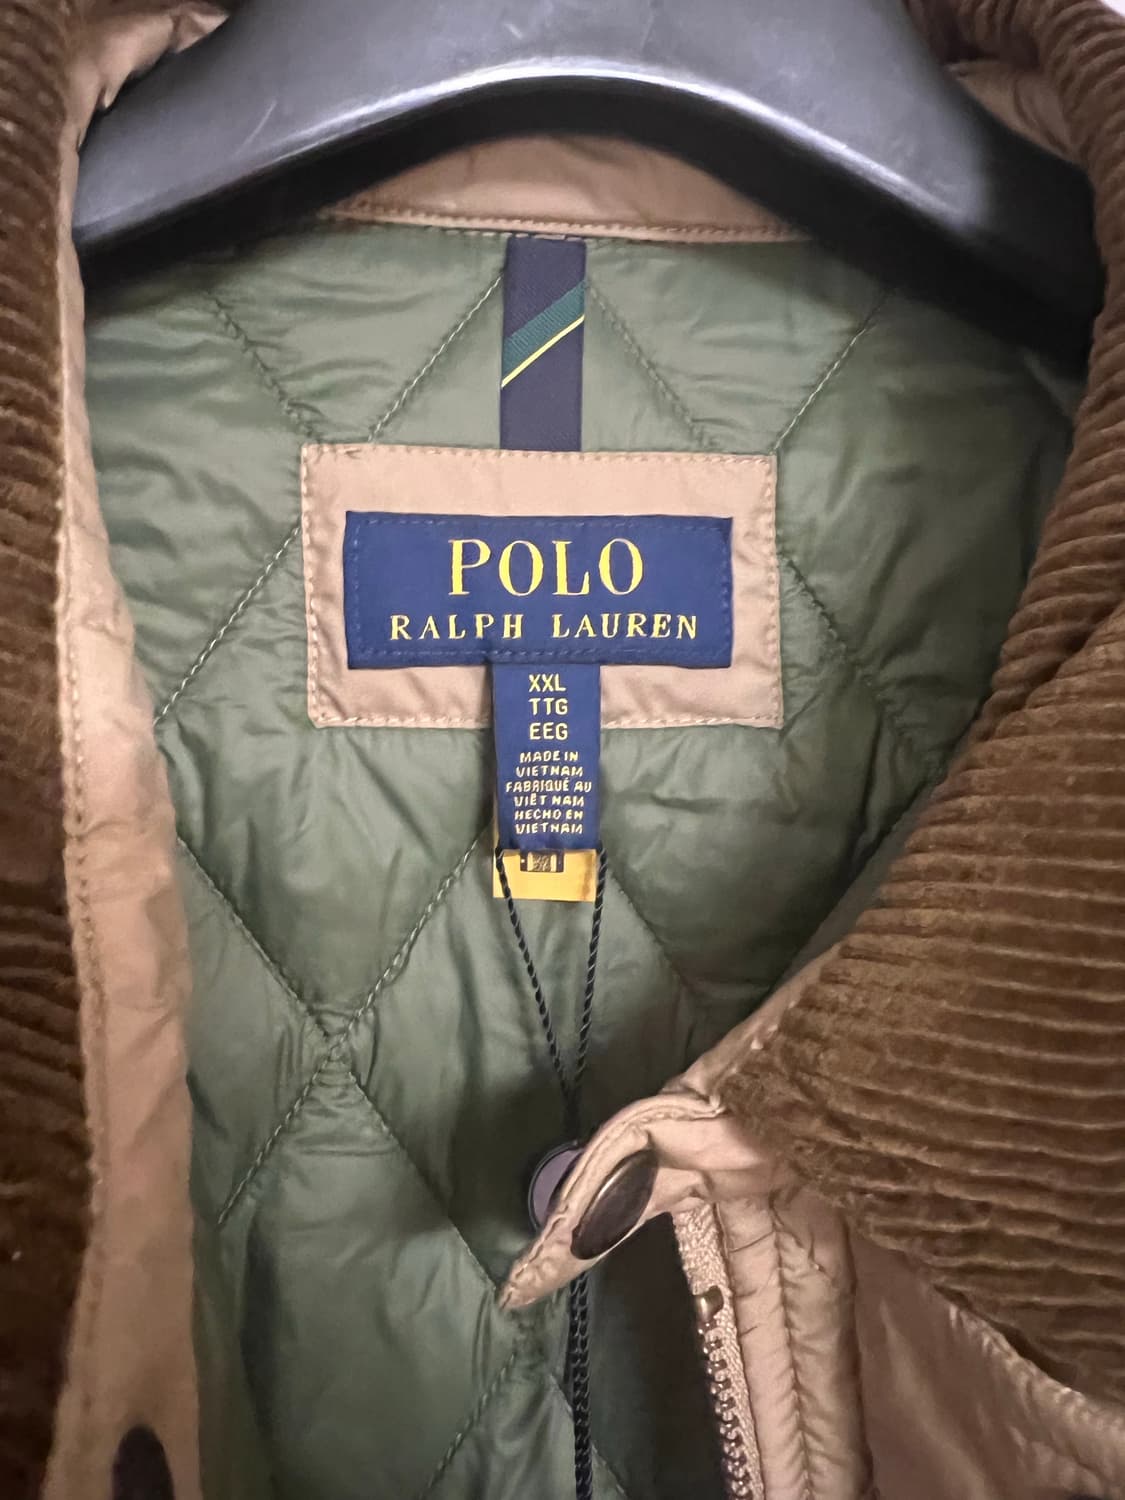 POLO
RALPH LAUREN
XXL
TTG
EEG
MADE IN
VIETNAM
FABRIQUÉ AU
VIÊT NAM
HECHO EN
VIETNAM